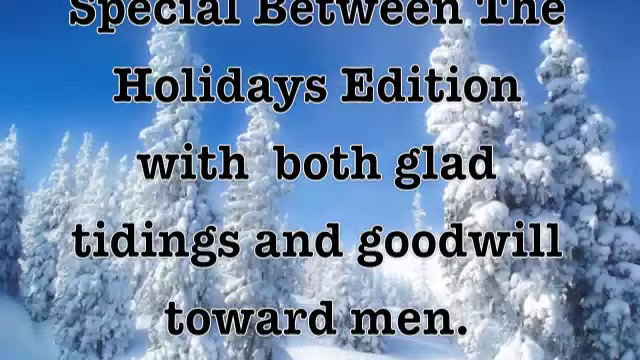 Special Between The
Holidays Edition
with both glad
tidings and goodwill
toward men.